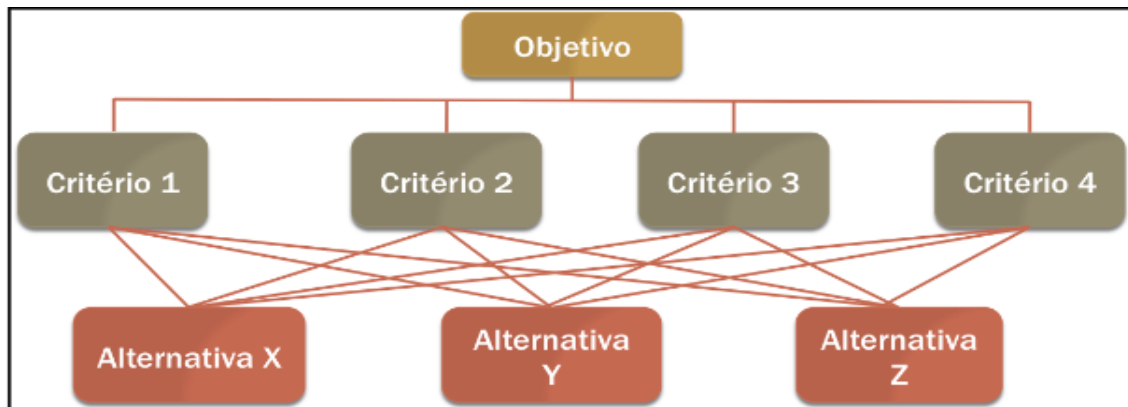 Objetivo
Critério 1
Critério 2
Critério 3
Critério 4
Alternativa X
Alternativa
Y
Alternativa
Z